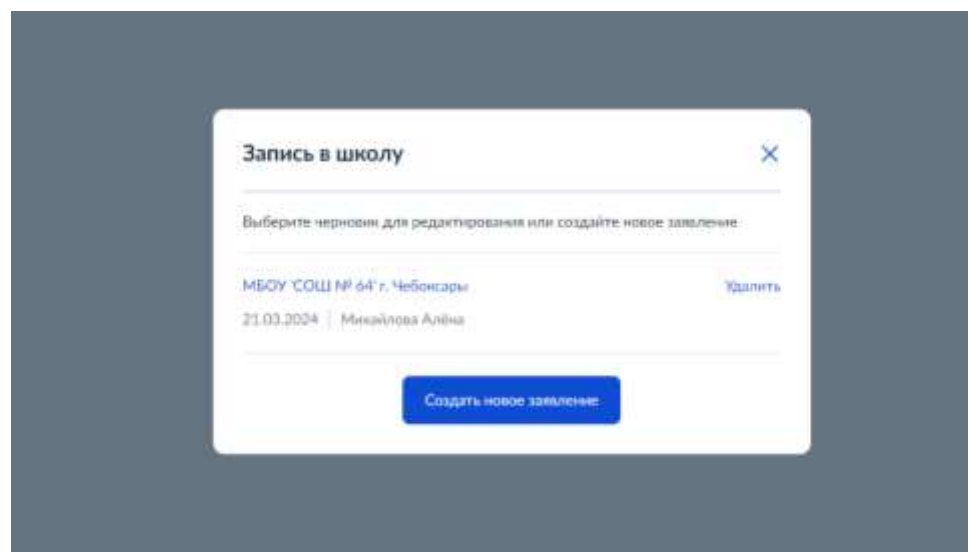 Запись в школу
Выберите черновик для редактирования или создайте новое заявление
МБОУ "СОШ № 64" г. Чебоксары Удалить
21.03.2024 | Михайлова Алёна
Создать новое заявление